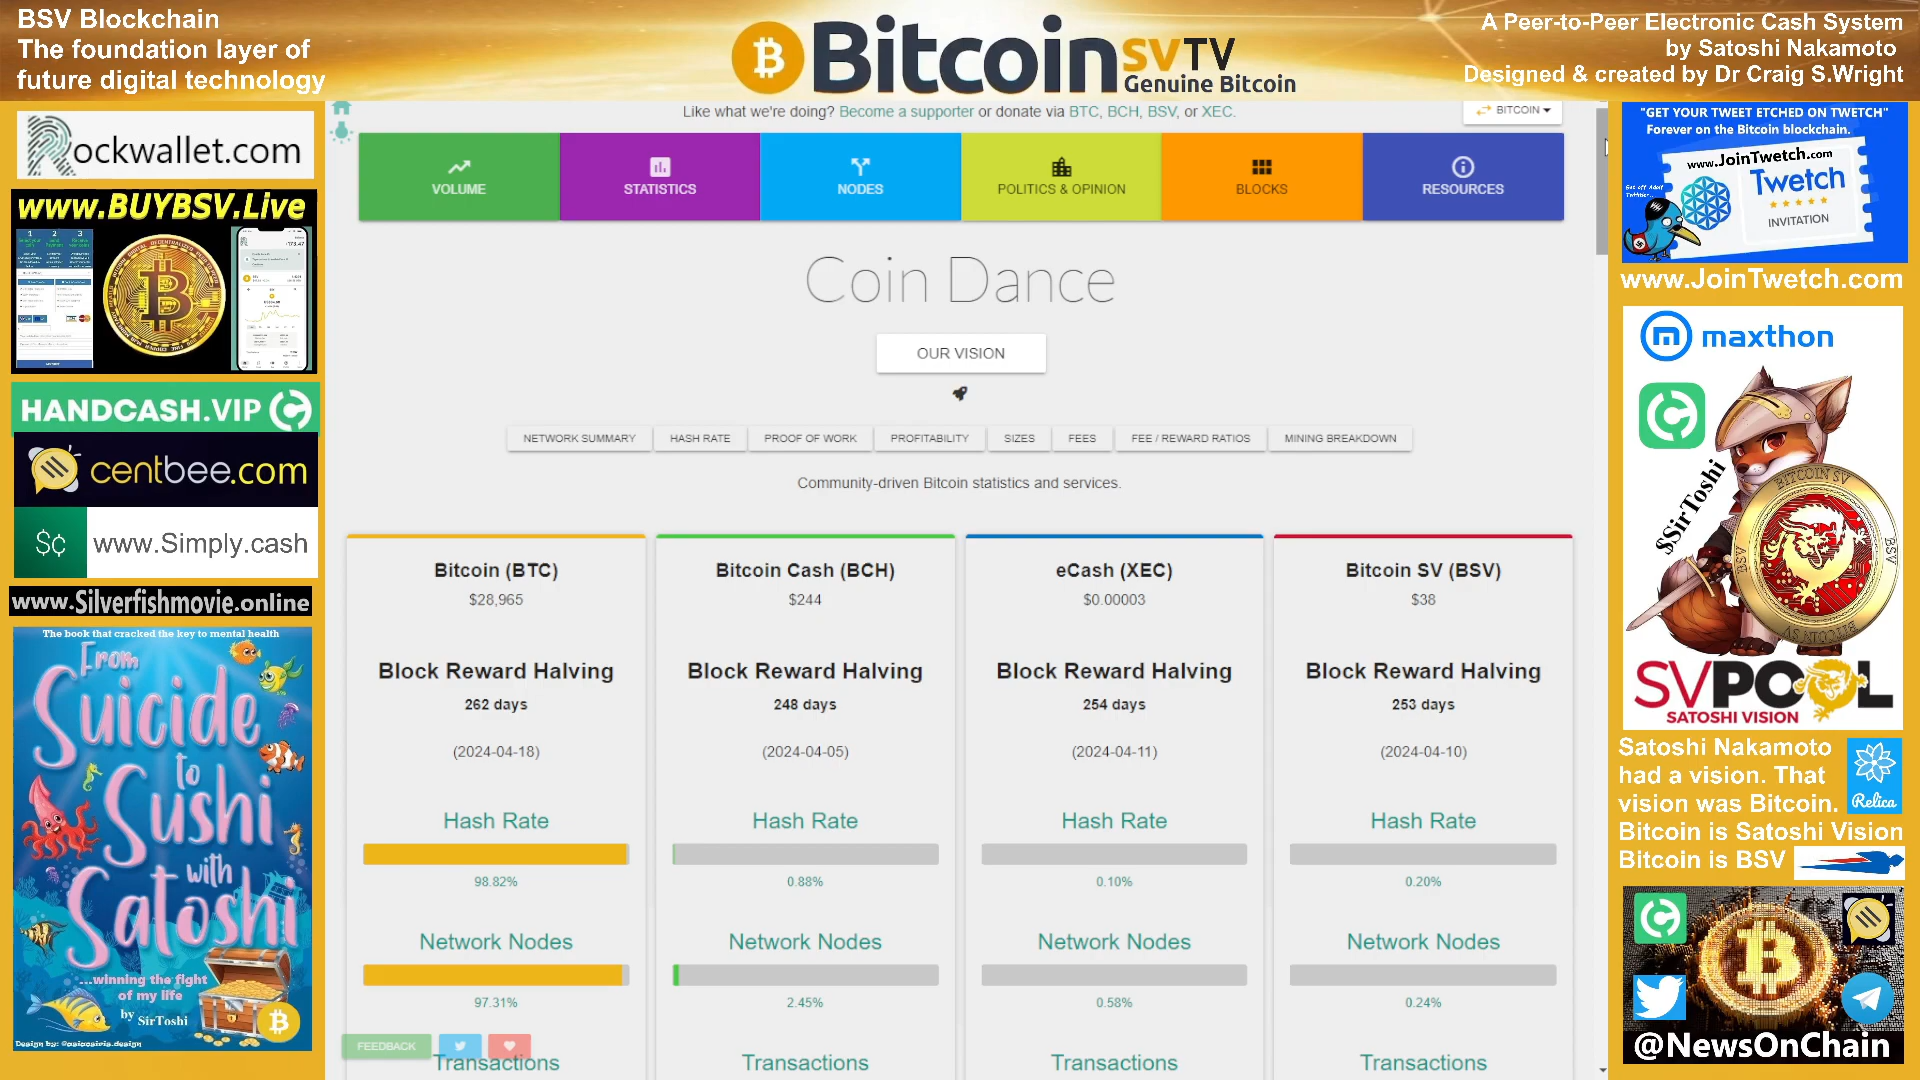 BSV Blockchain
The foundation layer of
future digital technology
BitcoinSVTV
Genuine Bitcoin
A Peer-to-Peer Electronic Cash System
by Satoshi Nakamoto
Designed & created by Dr Craig S.Wright
Rockwallet.com
www.BUYBSV.Live
HANDCASH.VIP
centbee.com
$¢ www.Simply.cash
www.Silverfishmovie.online
The book that cracked the key to mental health
From
Suicide
to
Sushi
with
Satoshi
...winning the fight
of my life
by SirToshi
Like what we're doing? Become a supporter or donate via BTC, BCH, BSV, or XEC.
BITCOIN
VOLUME
STATISTICS
NODES
POLITICS & OPINION
BLOCKS
RESOURCES
Coin Dance
OUR VISION
NETWORK SUMMARY
HASH RATE
PROOF OF WORK
PROFITABILITY
SIZES
FEES
FEE / REWARD RATIOS
MINING BREAKDOWN
Community-driven Bitcoin statistics and services.
Bitcoin (BTC)
$28,965
Block Reward Halving
262 days
(2024-04-18)
Hash Rate
98.82%
Network Nodes
97.31%
Transactions
Bitcoin Cash (BCH)
$244
Block Reward Halving
248 days
(2024-04-05)
Hash Rate
0.88%
Network Nodes
2.45%
Transactions
eCash (XEC)
$0.00003
Block Reward Halving
254 days
(2024-04-11)
Hash Rate
0.10%
Network Nodes
0.58%
Transactions
Bitcoin SV (BSV)
$38
Block Reward Halving
253 days
(2024-04-10)
Hash Rate
0.20%
Network Nodes
0.24%
Transactions
FEEDBACK
"GET YOUR TWEET ETCHED ON TWETCH"
Forever on the Bitcoin blockchain.
www.JoinTwetch.com
Twetch
INVITATION
www.JoinTwetch.com
maxthon
$SirToshi
BITCOIN SV
BSV
BSV
BITCOIN SV
SVPOOL
SATOSHI VISION
Satoshi Nakamoto
had a vision. That
vision was Bitcoin.
Relica
Bitcoin is Satoshi Vision
Bitcoin is BSV
@NewsOnChain